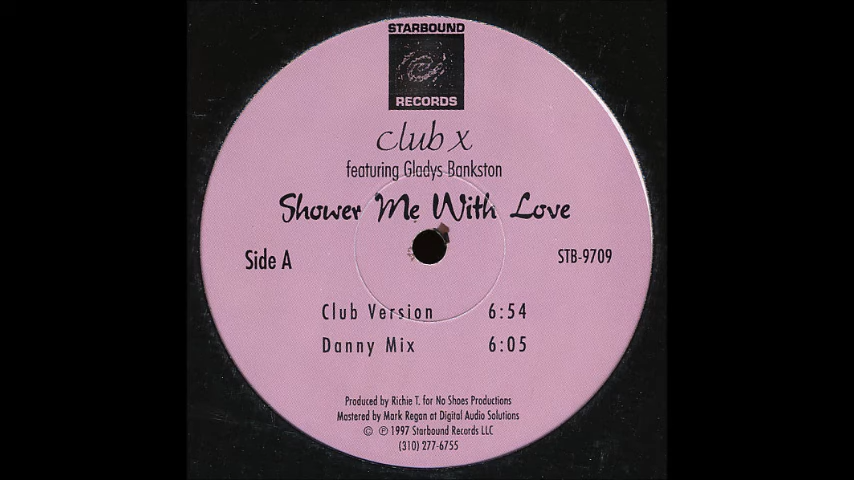 STARBOUND
RECORDS
club x
featuring Gladys Bankston
Shower Me With Love
Side A
STB-9709
Club Version 6:54
Danny Mix 6:05
Produced by Richie T. for No Shoes Productions
Mastered by Mark Regan at Digital Audio Solutions
© ℗ 1997 Starbound Records LLC
(310) 277-6755